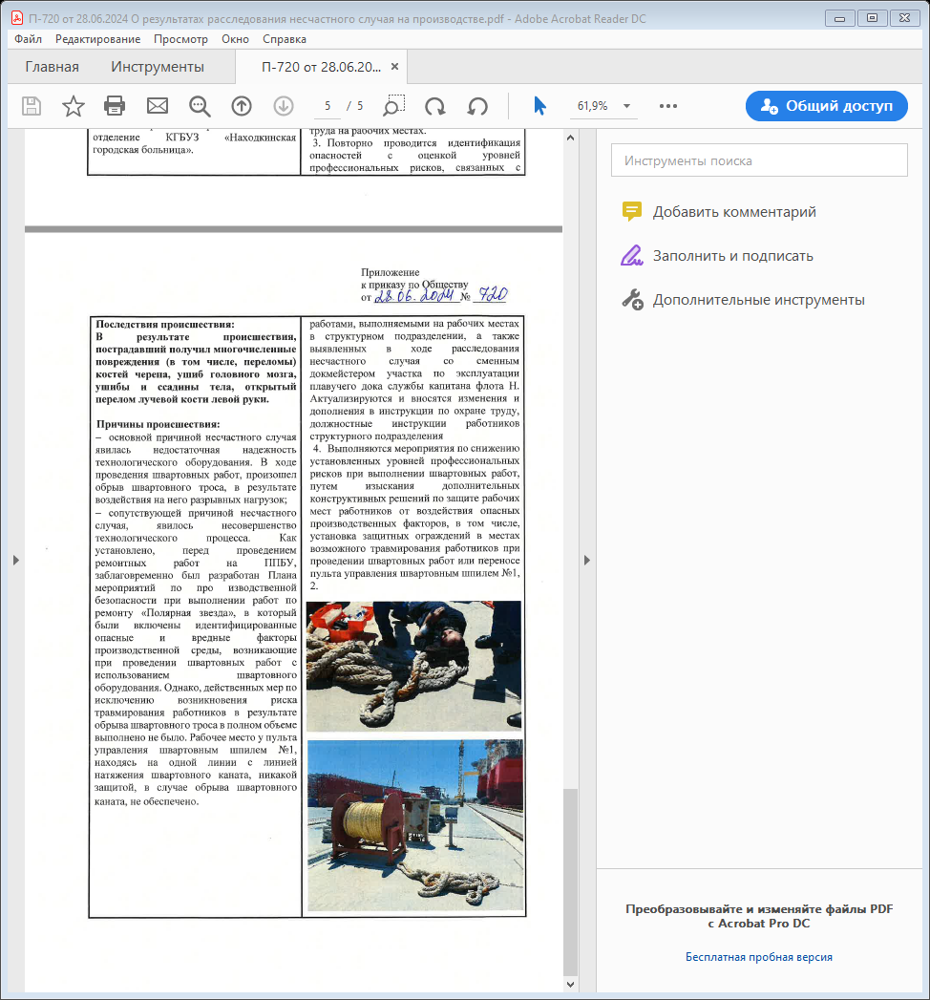 П-720 от 28.06.2024 О результатах расследования несчастного случая на производстве.pdf - Adobe Acrobat Reader DC
Файл Редактирование Просмотр Окно Справка
Главная Инструменты П-720 от 28.06.20... ×
5 / 5 61,9% Общий доступ
отделение КГБУЗ «Находкинская
городская больница».
труда на рабочих местах.
3. Повторно проводится идентификация
опасностей с оценкой уровней
профессиональных рисков, связанных с
Приложение
к приказу по Обществу
от 28.06.2024 № 720
Последствия происшествия:
В результате происшествия,
пострадавший получил многочисленные
повреждения (в том числе, переломы)
костей черепа, ушиб головного мозга,
ушибы и ссадины тела, открытый
перелом лучевой кости левой руки.
Причины происшествия:
– основной причиной несчастного случая
явилась недостаточная надежность
технологического оборудования. В ходе
проведения швартовных работ, произошел
обрыв швартовного троса, в результате
воздействия на него разрывных нагрузок;
– сопутствующей причиной несчастного
случая, явилось несовершенство
технологического процесса. Как
установлено, перед проведением
ремонтных работ на ППБУ,
заблаговременно был разработан Плана
мероприятий по про изводственной
безопасности при выполнении работ по
ремонту «Полярная звезда», в который
были включены идентифицированные
опасные и вредные факторы
производственной среды, возникающие
при проведении швартовных работ с
использованием швартовного
оборудования. Однако, действенных мер по
исключению возникновения риска
травмирования работников в результате
обрыва швартовного троса в полном объеме
выполнено не было. Рабочее место у пульта
управления швартовным шпилем №1,
находясь на одной линии с линией
натяжения швартовного каната, никакой
защитой, в случае обрыва швартовного
каната, не обеспечено.
работами, выполняемыми на рабочих местах
в структурном подразделении, а также
выявленных в ходе расследования
несчастного случая со сменным
докмейстером участка по эксплуатации
плавучего дока службы капитана флота Н.
Актуализируются и вносятся изменения и
дополнения в инструкции по охране труду,
должностные инструкции работников
структурного подразделения
4. Выполняются мероприятия по снижению
установленных уровней профессиональных
рисков при выполнении швартовных работ,
путем изыскания дополнительных
конструктивных решений по защите рабочих
мест работников от воздействия опасных
производственных факторов, в том числе,
установка защитных ограждений в местах
возможного травмирования работников при
проведении швартовных работ или переносе
пульта управления швартовным шпилем №1,
2.
Инструменты поиска
Добавить комментарий
Заполнить и подписать
Дополнительные инструменты
Преобразовывайте и изменяйте файлы PDF
с Acrobat Pro DC
Бесплатная пробная версия